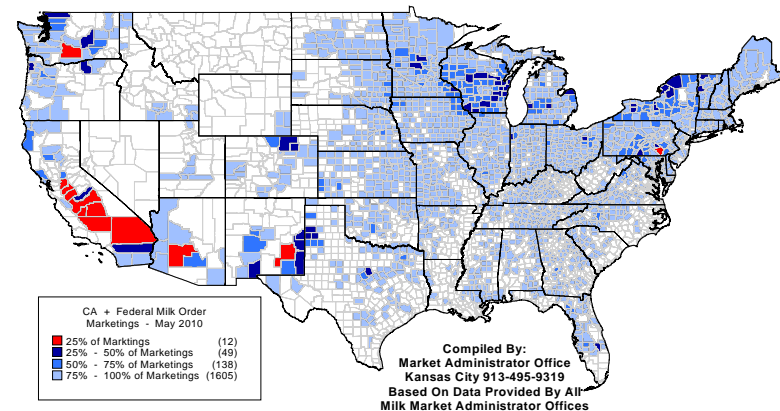 CA + Federal Milk Order
Marketings - May 2010
25% of Marktings (12)
25% - 50% of Marketings (49)
50% - 75% of Marketings (138)
75% - 100% of Marketings (1605)
Compiled By:
Market Administrator Office
Kansas City 913-495-9319
Based On Data Provided By All
Milk Market Administrator Offices